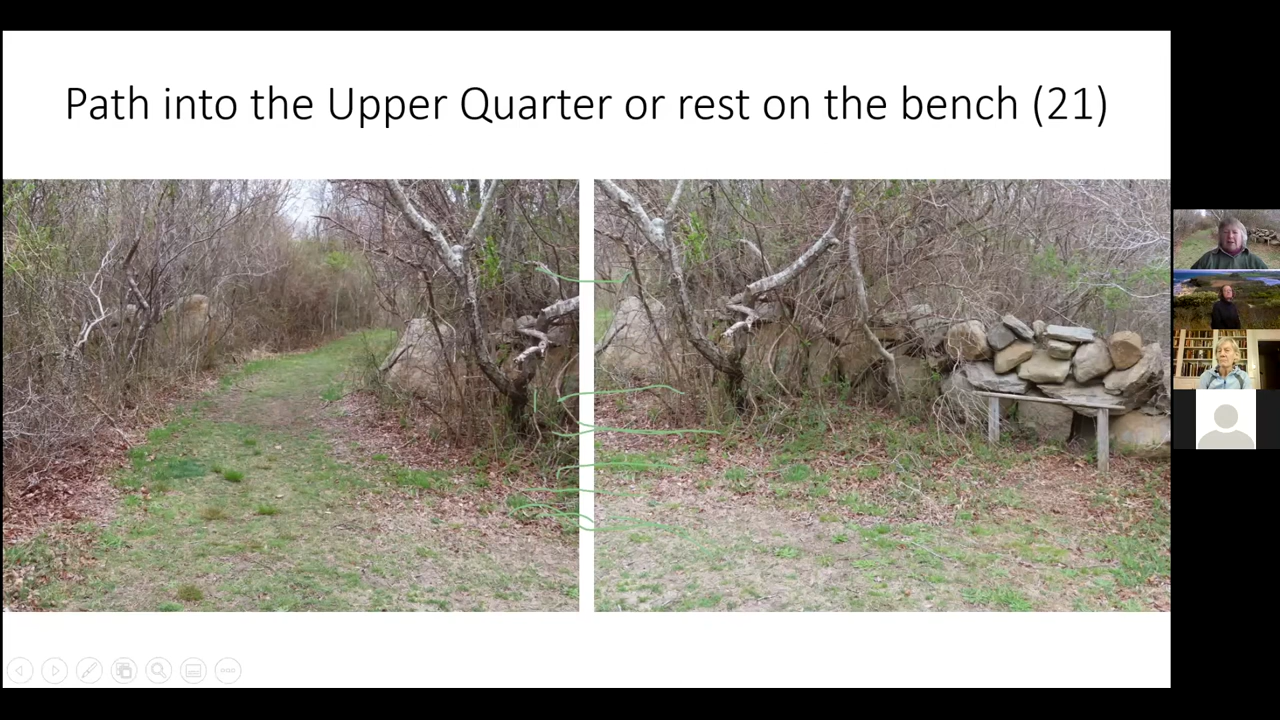 Path into the Upper Quarter or rest on the bench (21)